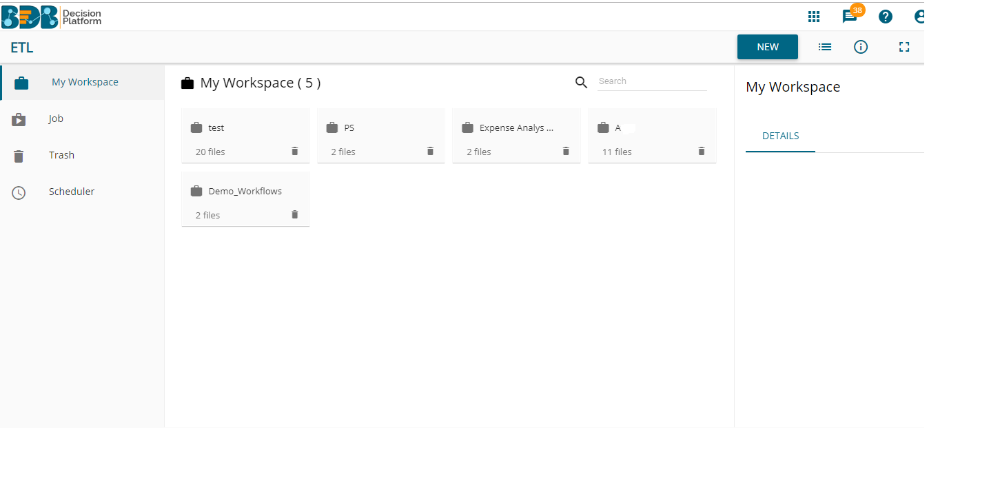 BDB Decision
Platform
38
ETL
NEW
My Workspace
Job
Trash
Scheduler
My Workspace ( 5 )
Search
test
20 files
PS
2 files
Expense Analys ...
2 files
A
11 files
Demo_Workflows
2 files
My Workspace
DETAILS